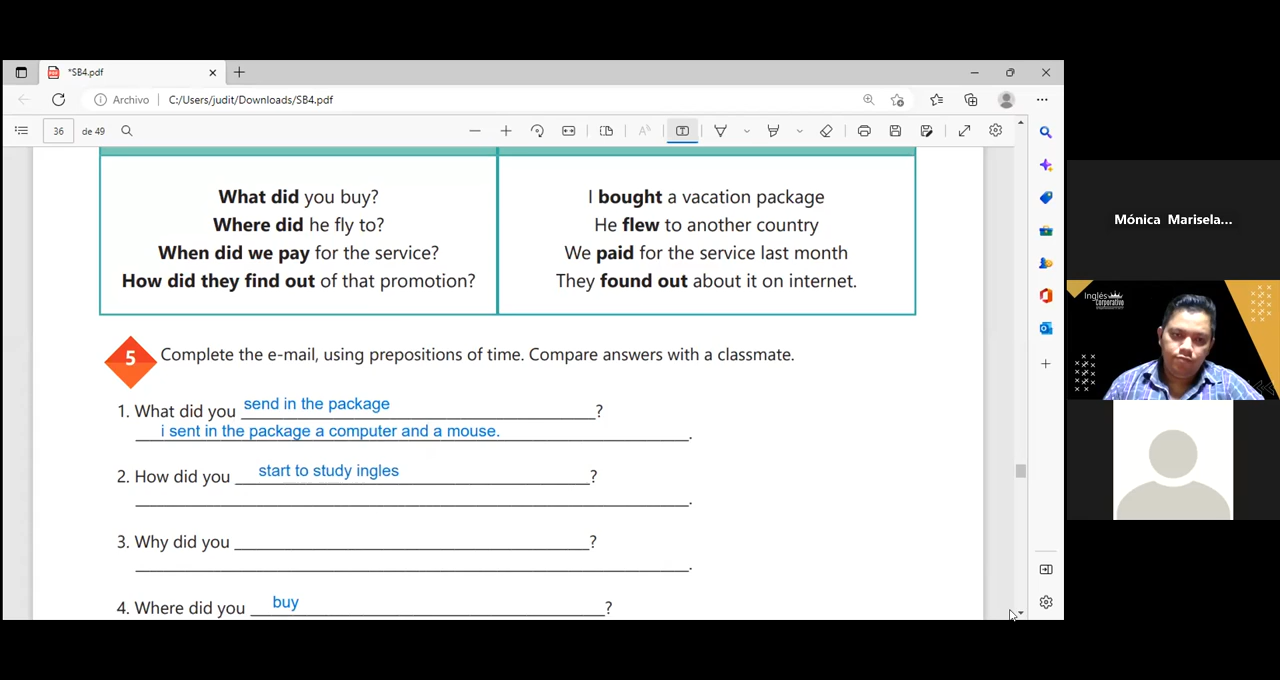 *SB4.pdf
Archivo
C:/Users/judit/Downloads/SB4.pdf
36
de 49
What did you buy?
Where did he fly to?
When did we pay for the service?
How did they find out of that promotion?
I bought a vacation package
He flew to another country
We paid for the service last month
They found out about it on internet.
5
Complete the e-mail, using prepositions of time. Compare answers with a classmate.
1. What did you send in the package?
i sent in the package a computer and a mouse.
2. How did you start to study ingles?
3. Why did you ?
4. Where did you buy ?
Mónica Marisela...
Inglés
Corporativo